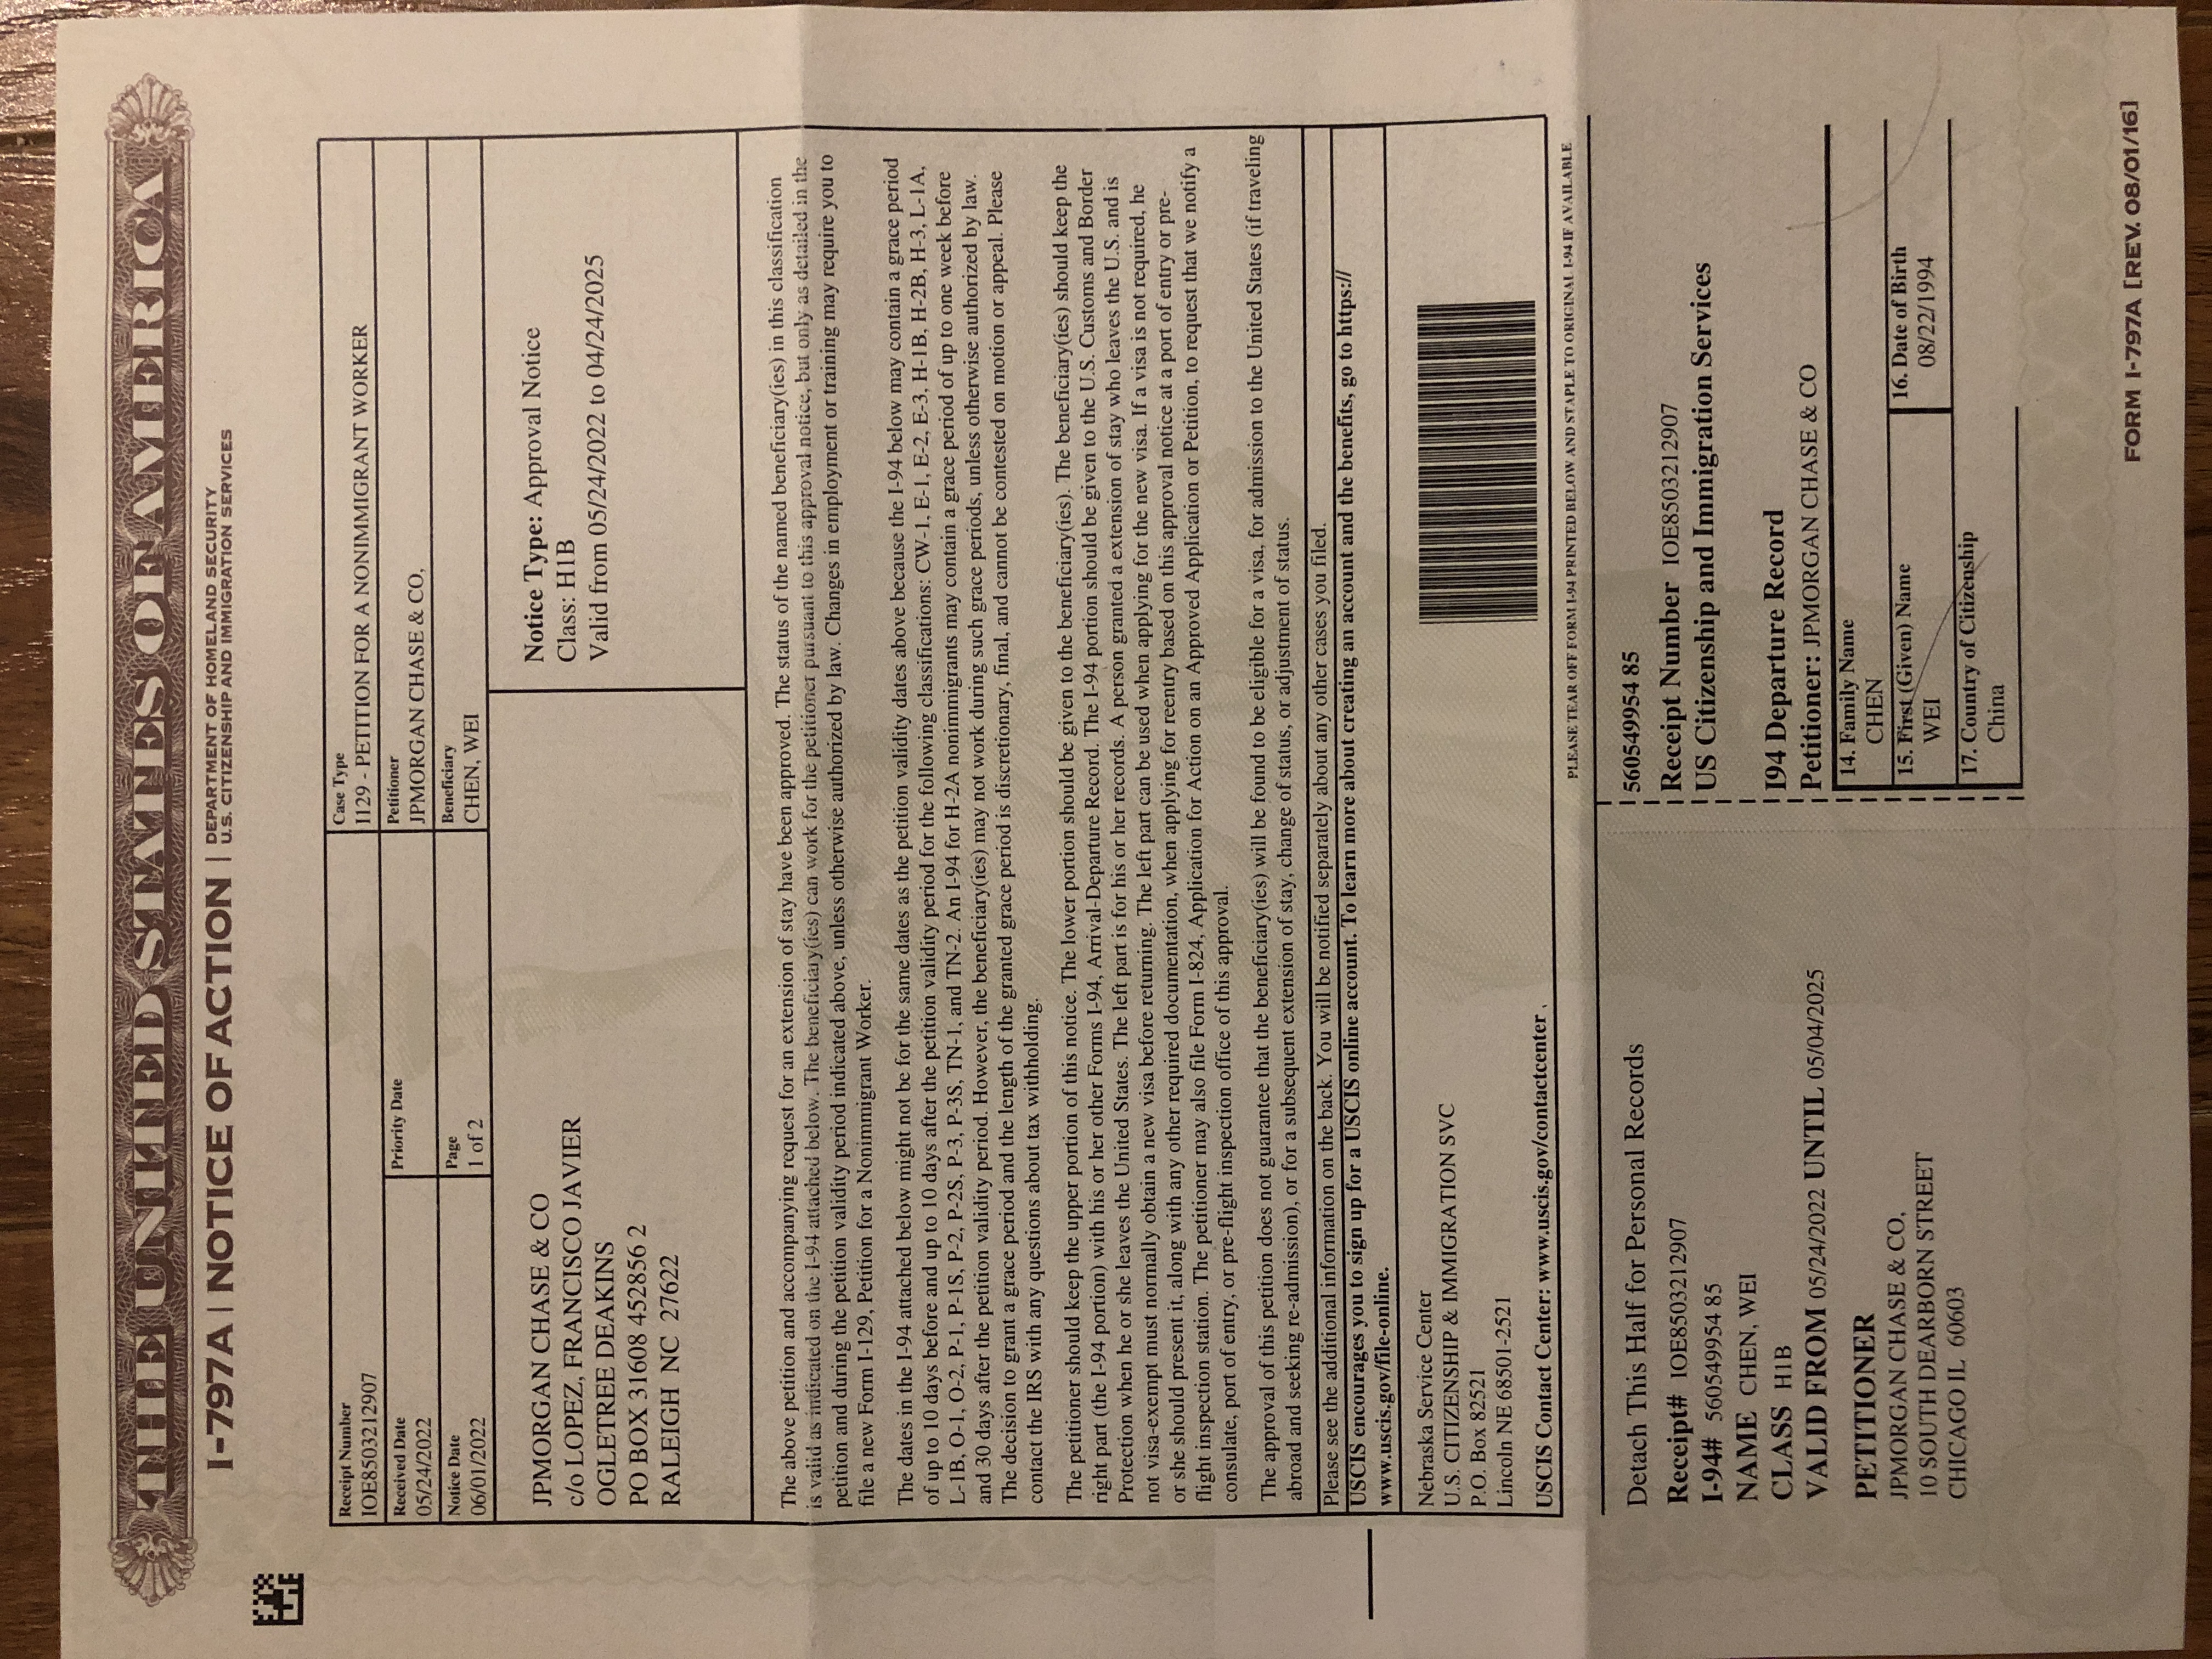 THE UNITED STATES OF AMERICA
I-797A | NOTICE OF ACTION | DEPARTMENT OF HOMELAND SECURITY
U.S. CITIZENSHIP AND IMMIGRATION SERVICES
Receipt Number
IOE8503212907
Case Type
I129 - PETITION FOR A NONIMMIGRANT WORKER
Received Date
05/24/2022
Priority Date
Petitioner
JPMORGAN CHASE & CO,
Notice Date
06/01/2022
Page
1 of 2
Beneficiary
CHEN, WEI
JPMORGAN CHASE & CO
c/o LOPEZ, FRANCISCO JAVIER
OGLETREE DEAKINS
PO BOX 31608 452856 2
RALEIGH NC 27622
Notice Type: Approval Notice
Class: H1B
Valid from 05/24/2022 to 04/24/2025
The above petition and accompanying request for an extension of stay have been approved. The status of the named beneficiary(ies) in this classification
is valid as indicated on the I-94 attached below. The beneficiary(ies) can work for the petitioner pursuant to this approval notice, but only as detailed in the
petition and during the petition validity period indicated above, unless otherwise authorized by law. Changes in employment or training may require you to
file a new Form I-129, Petition for a Nonimmigrant Worker.
The dates in the I-94 attached below might not be for the same dates as the petition validity dates above because the I-94 below may contain a grace period
of up to 10 days before and up to 10 days after the petition validity period for the following classifications: CW-1, E-1, E-2, E-3, H-1B, H-2B, H-3, L-1A,
L-1B, O-1, O-2, P-1, P-1S, P-2, P-2S, P-3, P-3S, TN-1, and TN-2. An I-94 for H-2A nonimmigrants may contain a grace period of up to one week before
and 30 days after the petition validity period. However, the beneficiary(ies) may not work during such grace periods, unless otherwise authorized by law.
The decision to grant a grace period and the length of the granted grace period is discretionary, final, and cannot be contested on motion or appeal. Please
contact the IRS with any questions about tax withholding.
The petitioner should keep the upper portion of this notice. The lower portion should be given to the beneficiary(ies). The beneficiary(ies) should keep the
right part (the I-94 portion) with his or her other Forms I-94, Arrival-Departure Record. The I-94 portion should be given to the U.S. Customs and Border
Protection when he or she leaves the United States. The left part is for his or her records. A person granted a extension of stay who leaves the U.S. and is
not visa-exempt must normally obtain a new visa before returning. The left part can be used when applying for the new visa. If a visa is not required, he
or she should present it, along with any other required documentation, when applying for reentry based on this approval notice at a port of entry or pre-
flight inspection station. The petitioner may also file Form I-824, Application for Action on an Approved Application or Petition, to request that we notify a
consulate, port of entry, or pre-flight inspection office of this approval.
The approval of this petition does not guarantee that the beneficiary(ies) will be found to be eligible for a visa, for admission to the United States (if traveling
abroad and seeking re-admission), or for a subsequent extension of stay, change of status, or adjustment of status.
Please see the additional information on the back. You will be notified separately about any other cases you filed.
USCIS encourages you to sign up for a USCIS online account. To learn more about creating an account and the benefits, go to https://
www.uscis.gov/file-online.
Nebraska Service Center
U.S. CITIZENSHIP & IMMIGRATION SVC
P.O. Box 82521
Lincoln NE 68501-2521
USCIS Contact Center: www.uscis.gov/contactcenter
PLEASE TEAR OFF FORM I-94 PRINTED BELOW AND STAPLE TO ORIGINAL I-94 IF AVAILABLE
Detach This Half for Personal Records
Receipt# IOE8503212907
I-94# 560549954 85
NAME CHEN, WEI
CLASS H1B
VALID FROM 05/24/2022 UNTIL 05/04/2025
PETITIONER
JPMORGAN CHASE & CO,
10 SOUTH DEARBORN STREET
CHICAGO IL 60603
560549954 85
Receipt Number IOE8503212907
US Citizenship and Immigration Services
I94 Departure Record
Petitioner: JPMORGAN CHASE & CO
14. Family Name
CHEN
15. First (Given) Name
WEI
16. Date of Birth
08/22/1994
17. Country of Citizenship
China
FORM I-797A [REV. 08/01/16]